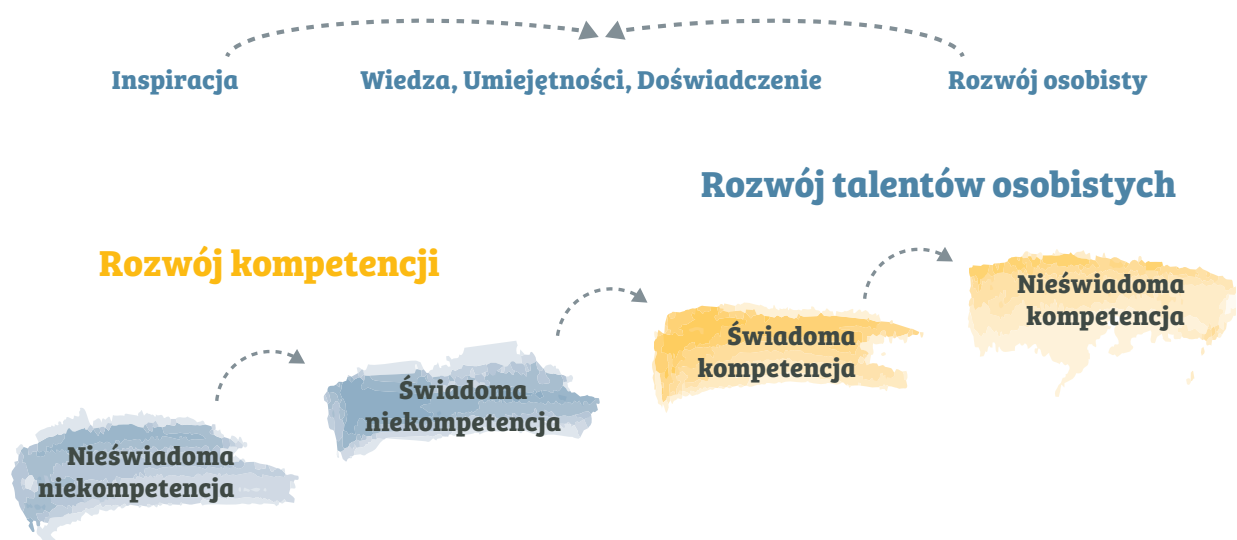 Inspiracja
Wiedza, Umiejętności, Doświadczenie
Rozwój osobisty
Rozwój talentów osobistych
Rozwój kompetencji
Nieświadoma
niekompetencja
Świadoma
niekompetencja
Świadoma
kompetencja
Nieświadoma
kompetencja